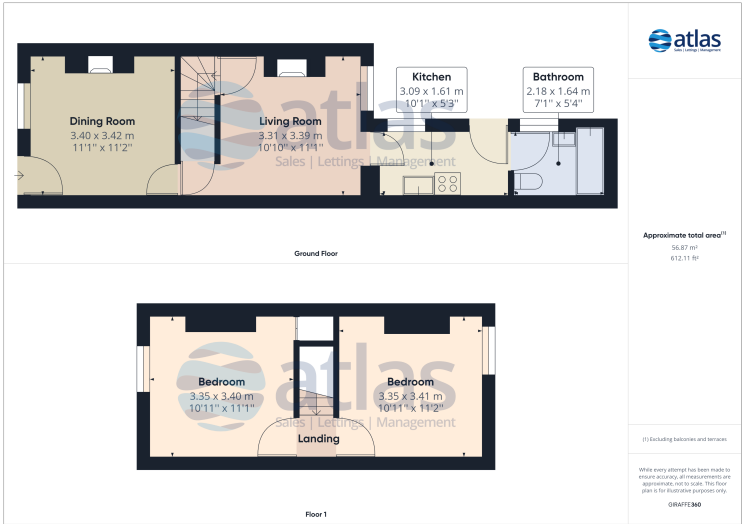 Kitchen
3.09 x 1.61 m
10'1" x 5'3"
Bathroom
2.18 x 1.64 m
7'1" x 5'4"
Dining Room
3.40 x 3.42 m
11'1" x 11'2"
Living Room
3.31 x 3.39 m
10'10" x 11'1"
atlas
Sales | Lettings | Management
Ground Floor
Bedroom
3.35 x 3.40 m
10'11" x 11'1"
Bedroom
3.35 x 3.41 m
10'11" x 11'2"
atlas
Sales | Lettings | Management
Landing
Floor 1
atlas
Sales | Lettings | Management
Approximate total area(1)
56.87 m²
612.11 ft²
(1) Excluding balconies and terraces
While every attempt has been made to
ensure accuracy, all measurements are
approximate, not to scale. This floor
plan is for illustrative purposes only.
GIRAFFE360